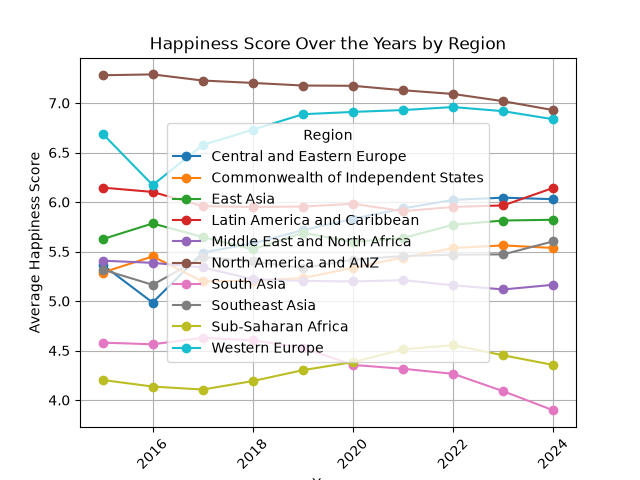 Happiness Score Over the Years by Region
Average Happiness Score
7.0
6.5
6.0
5.5
5.0
4.5
4.0
Region
Central and Eastern Europe
Commonwealth of Independent States
East Asia
Latin America and Caribbean
Middle East and North Africa
North America and ANZ
South Asia
Southeast Asia
Sub-Saharan Africa
Western Europe
2016
2018
2020
2022
2024